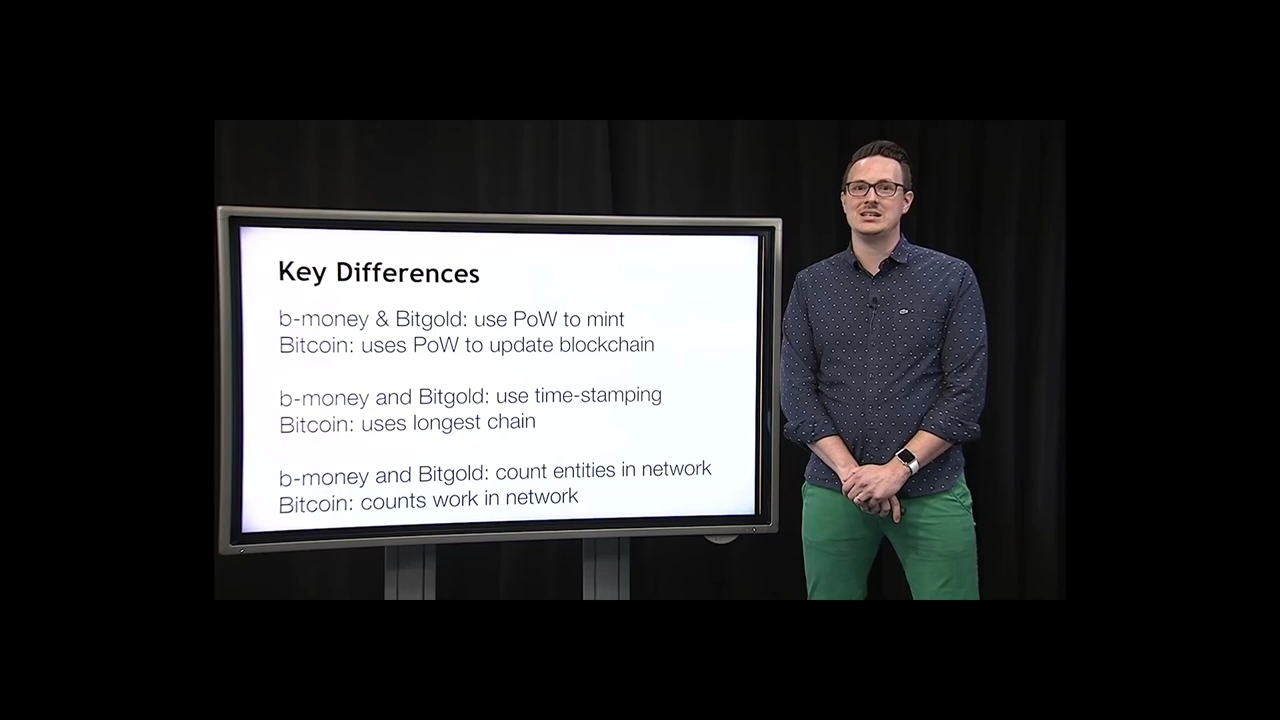 Key Differences
b-money & Bitgold: use PoW to mint
Bitcoin: uses PoW to update blockchain
b-money and Bitgold: use time-stamping
Bitcoin: uses longest chain
b-money and Bitgold: count entities in network
Bitcoin: counts work in network